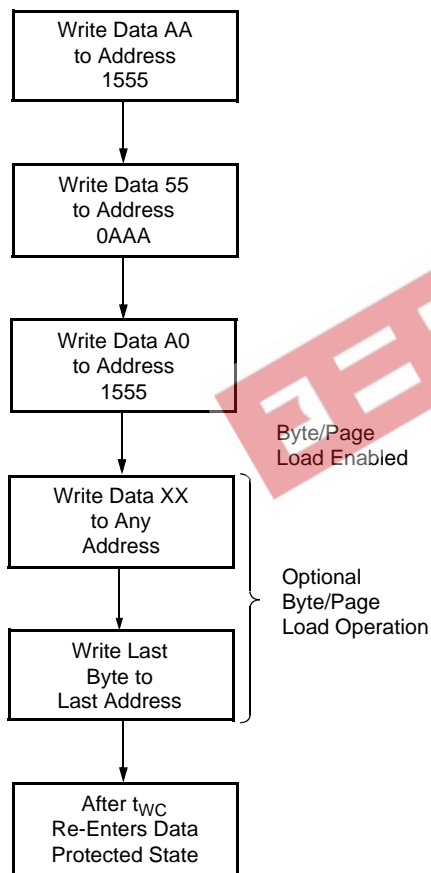 Write Data AA
to Address
1555
Write Data 55
to Address
0AAA
Write Data A0
to Address
1555
Byte/Page
Load Enabled
Write Data XX
to Any
Address
Optional
Byte/Page
Load Operation
Write Last
Byte to
Last Address
After tWC
Re-Enters Data
Protected State